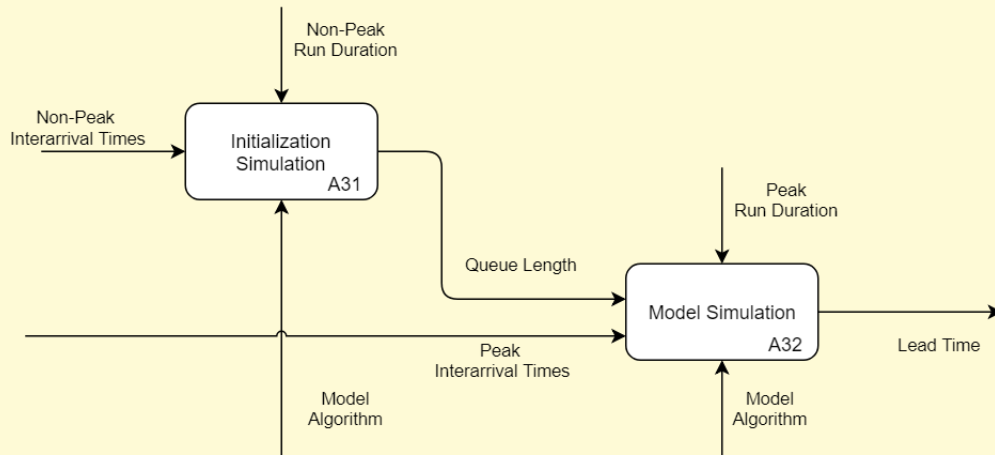 Non-Peak
Run Duration
Non-Peak
Interarrival Times
Initialization
Simulation
A31
Peak
Run Duration
Queue Length
Model Simulation
A32
Lead Time
Peak
Interarrival Times
Model
Algorithm
Model
Algorithm